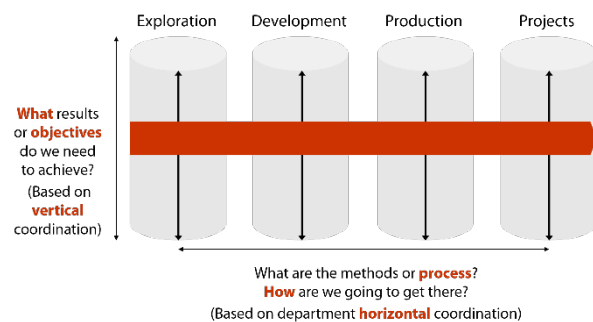 Exploration Development Production Projects
What results
or objectives
do we need
to achieve?
(Based on
vertical
coordination)
What are the methods or process?
How are we going to get there?
(Based on department horizontal coordination)